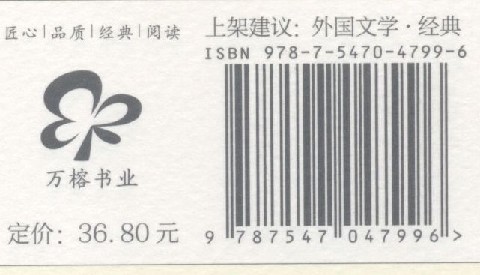 匠心|品质|经典|阅读
上架建议：外国文学·经典
ISBN 978-7-5470-4799-6
万榕书业
定价：36.80元
9 787547 047996 >